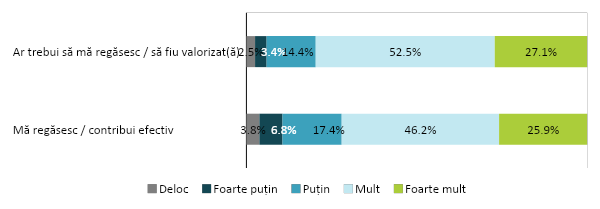 Ar trebui să mă regăsesc / să fiu valorizat(ă) 2.5% 3.4% 14.4% 52.5% 27.1%
Mă regăsesc / contribui efectiv 3.8% 6.8% 17.4% 46.2% 25.9%
Deloc Foarte puțin Puțin Mult Foarte mult